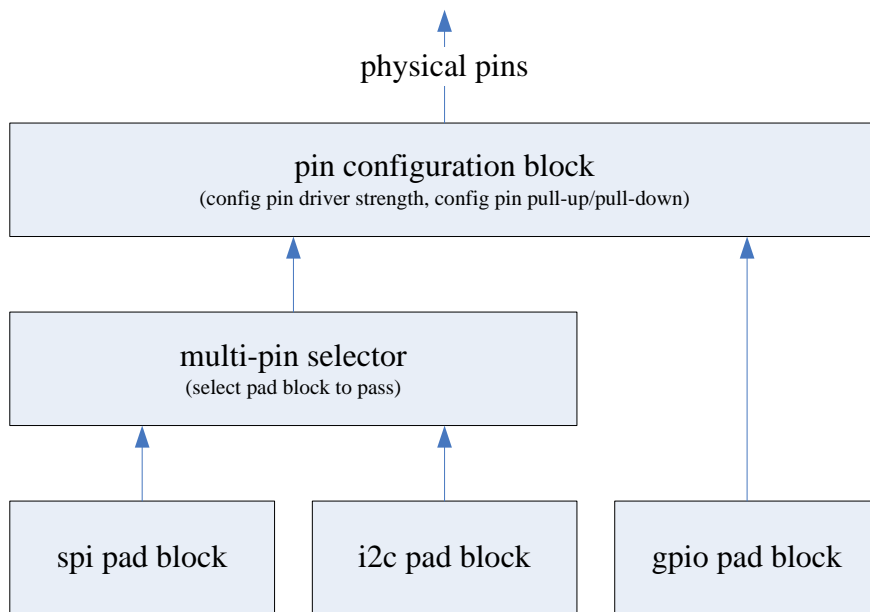 physical pins
pin configuration block
(config pin driver strength, config pin pull-up/pull-down)
multi-pin selector
(select pad block to pass)
spi pad block
i2c pad block
gpio pad block